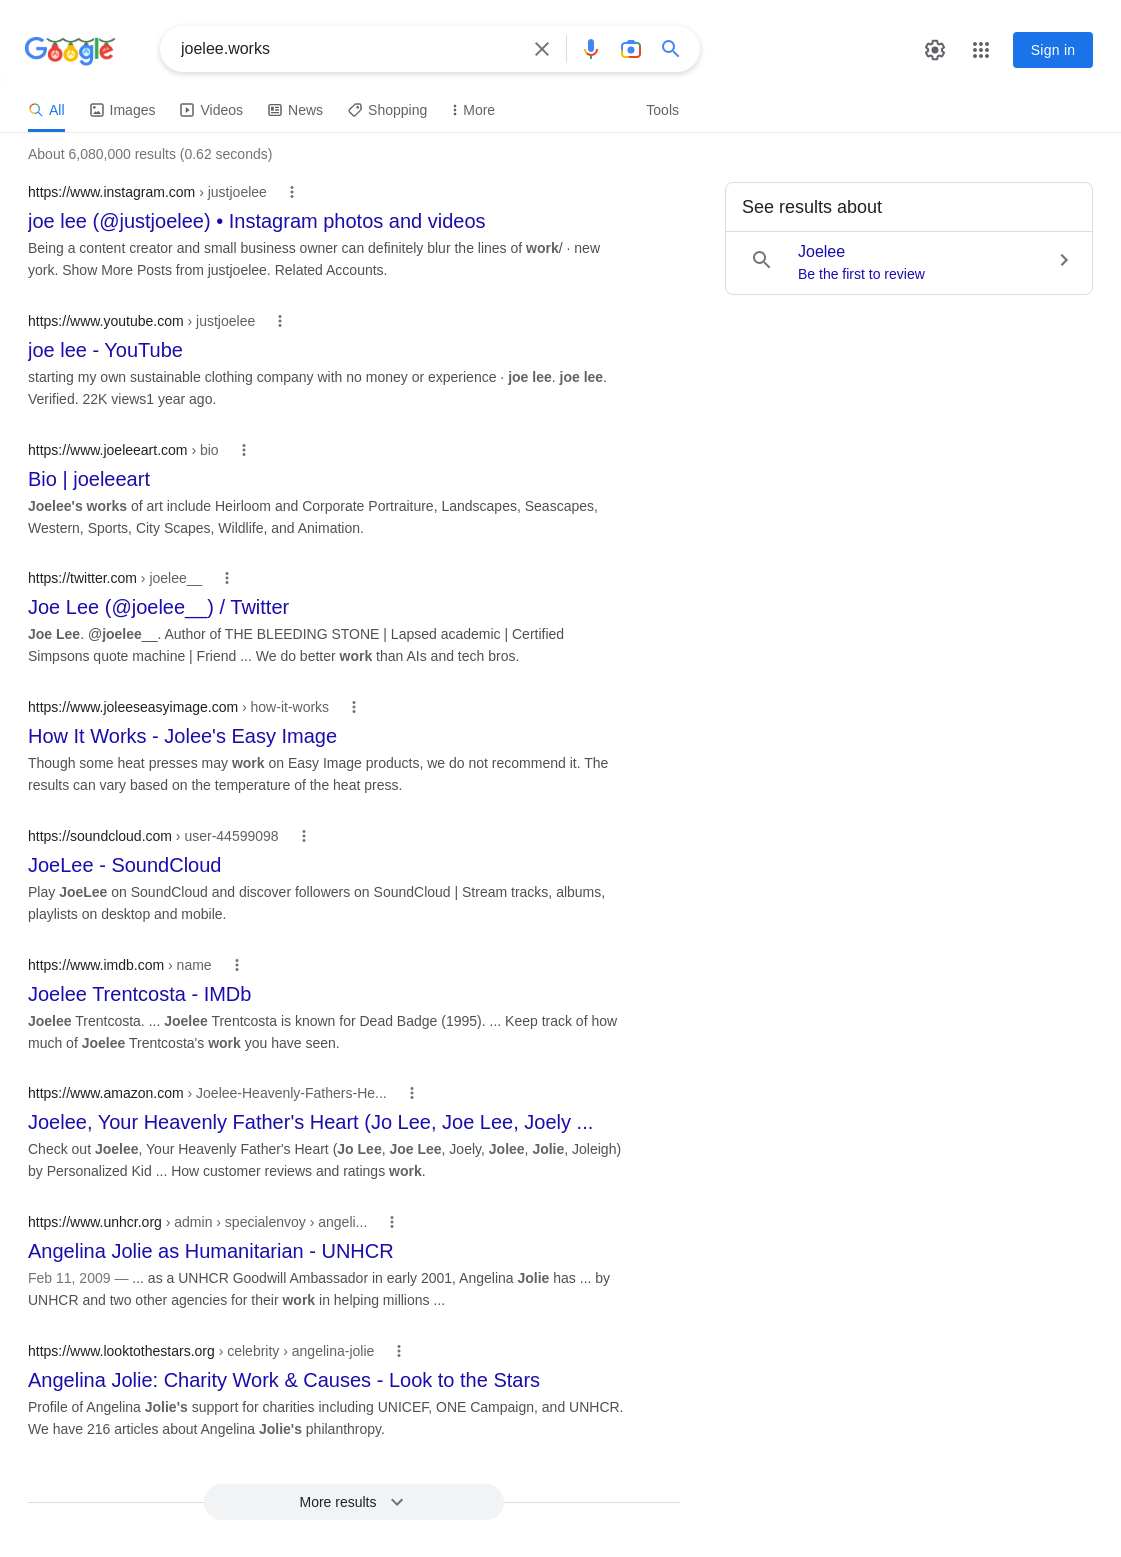 Google
joelee.works
Sign in
All
Images
Videos
News
Shopping
More
Tools
About 6,080,000 results (0.62 seconds)
https://www.instagram.com › justjoelee
joe lee (@justjoelee) • Instagram photos and videos
Being a content creator and small business owner can definitely blur the lines of work/ · new
york. Show More Posts from justjoelee. Related Accounts.
https://www.youtube.com › justjoelee
joe lee - YouTube
starting my own sustainable clothing company with no money or experience · joe lee. joe lee.
Verified. 22K views1 year ago.
https://www.joeleeart.com › bio
Bio | joeleeart
Joelee's works of art include Heirloom and Corporate Portraiture, Landscapes, Seascapes,
Western, Sports, City Scapes, Wildlife, and Animation.
https://twitter.com › joelee__
Joe Lee (@joelee__) / Twitter
Joe Lee. @joelee__. Author of THE BLEEDING STONE | Lapsed academic | Certified
Simpsons quote machine | Friend ... We do better work than AIs and tech bros.
https://www.joleeseasyimage.com › how-it-works
How It Works - Jolee's Easy Image
Though some heat presses may work on Easy Image products, we do not recommend it. The
results can vary based on the temperature of the heat press.
https://soundcloud.com › user-44599098
JoeLee - SoundCloud
Play JoeLee on SoundCloud and discover followers on SoundCloud | Stream tracks, albums,
playlists on desktop and mobile.
https://www.imdb.com › name
Joelee Trentcosta - IMDb
Joelee Trentcosta. ... Joelee Trentcosta is known for Dead Badge (1995). ... Keep track of how
much of Joelee Trentcosta's work you have seen.
https://www.amazon.com › Joelee-Heavenly-Fathers-He...
Joelee, Your Heavenly Father's Heart (Jo Lee, Joe Lee, Joely ...
Check out Joelee, Your Heavenly Father's Heart (Jo Lee, Joe Lee, Joely, Jolee, Jolie, Joleigh)
by Personalized Kid ... How customer reviews and ratings work.
https://www.unhcr.org › admin › specialenvoy › angeli...
Angelina Jolie as Humanitarian - UNHCR
Feb 11, 2009 — ... as a UNHCR Goodwill Ambassador in early 2001, Angelina Jolie has ... by
UNHCR and two other agencies for their work in helping millions ...
https://www.looktothestars.org › celebrity › angelina-jolie
Angelina Jolie: Charity Work & Causes - Look to the Stars
Profile of Angelina Jolie's support for charities including UNICEF, ONE Campaign, and UNHCR.
We have 216 articles about Angelina Jolie's philanthropy.
More results
See results about
Joelee
Be the first to review